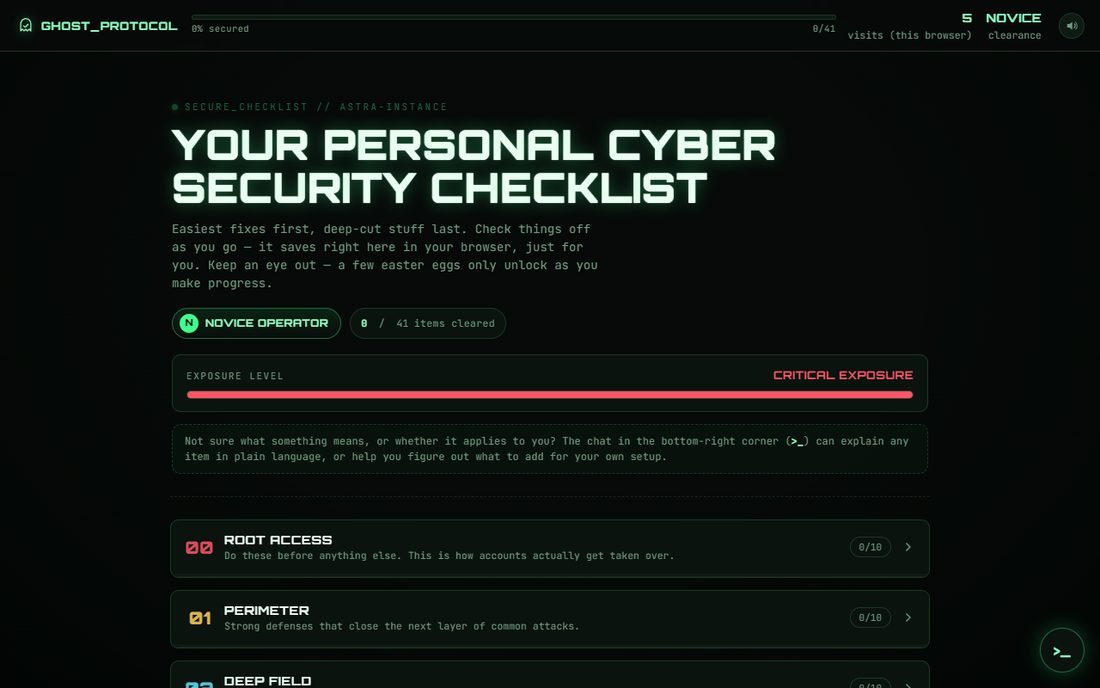 GHOST_PROTOCOL
0% secured
0/41
5 NOVICE
visits (this browser) clearance
SECURE_CHECKLIST // ASTRA-INSTANCE
YOUR PERSONAL CYBER
SECURITY CHECKLIST
Easiest fixes first, deep-cut stuff last. Check things off
as you go — it saves right here in your browser, just for
you. Keep an eye out — a few easter eggs only unlock as you
make progress.
N NOVICE OPERATOR
0 / 41 items cleared
EXPOSURE LEVEL
CRITICAL EXPOSURE
Not sure what something means, or whether it applies to you? The chat in the bottom-right corner (>_) can explain any
item in plain language, or help you figure out what to add for your own setup.
00 ROOT ACCESS
Do these before anything else. This is how accounts actually get taken over.
0/10
01 PERIMETER
Strong defenses that close the next layer of common attacks.
0/10
02 DEEP FIELD
0/10
>_